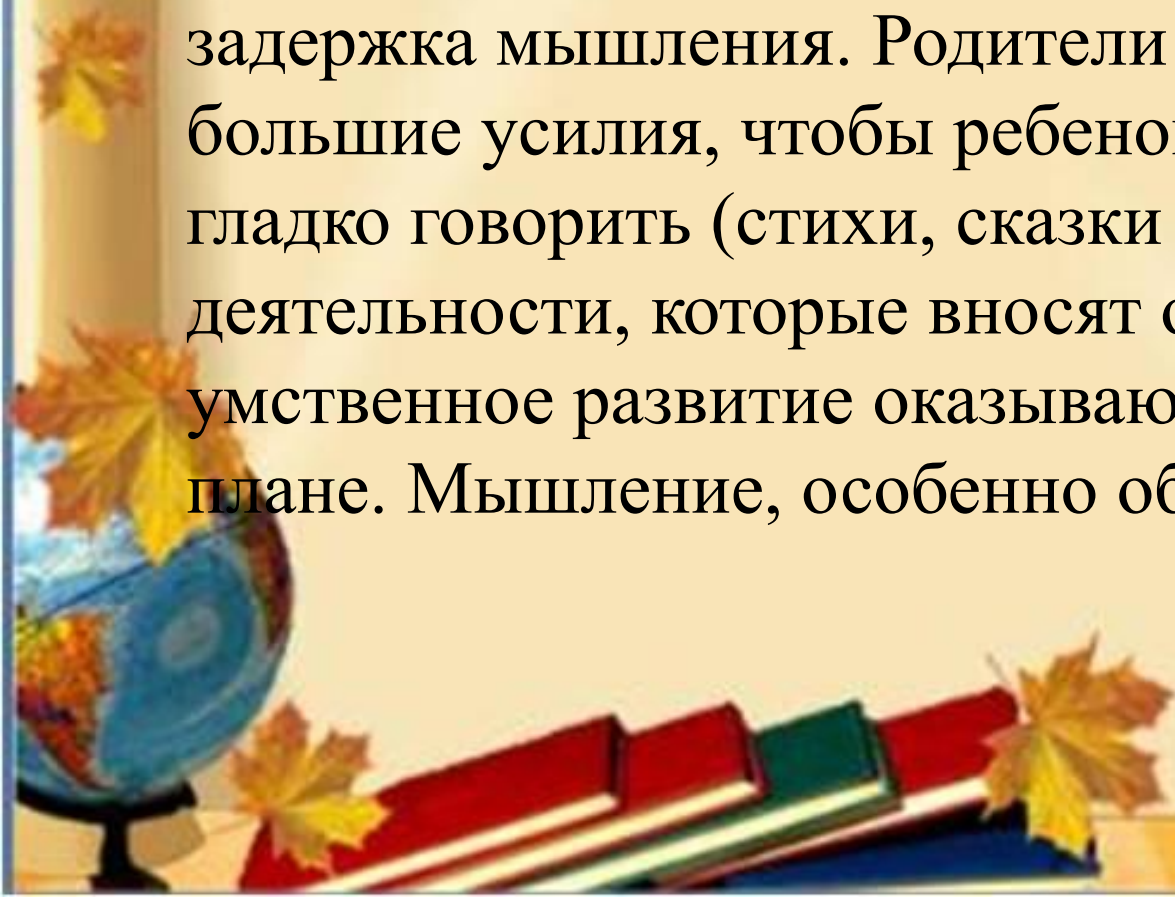 задержка мышления. Родители
большие усилия, чтобы ребено
гладко говорить (стихи, сказки
деятельности, которые вносят
умственное развитие оказываю
плане. Мышление, особенно об